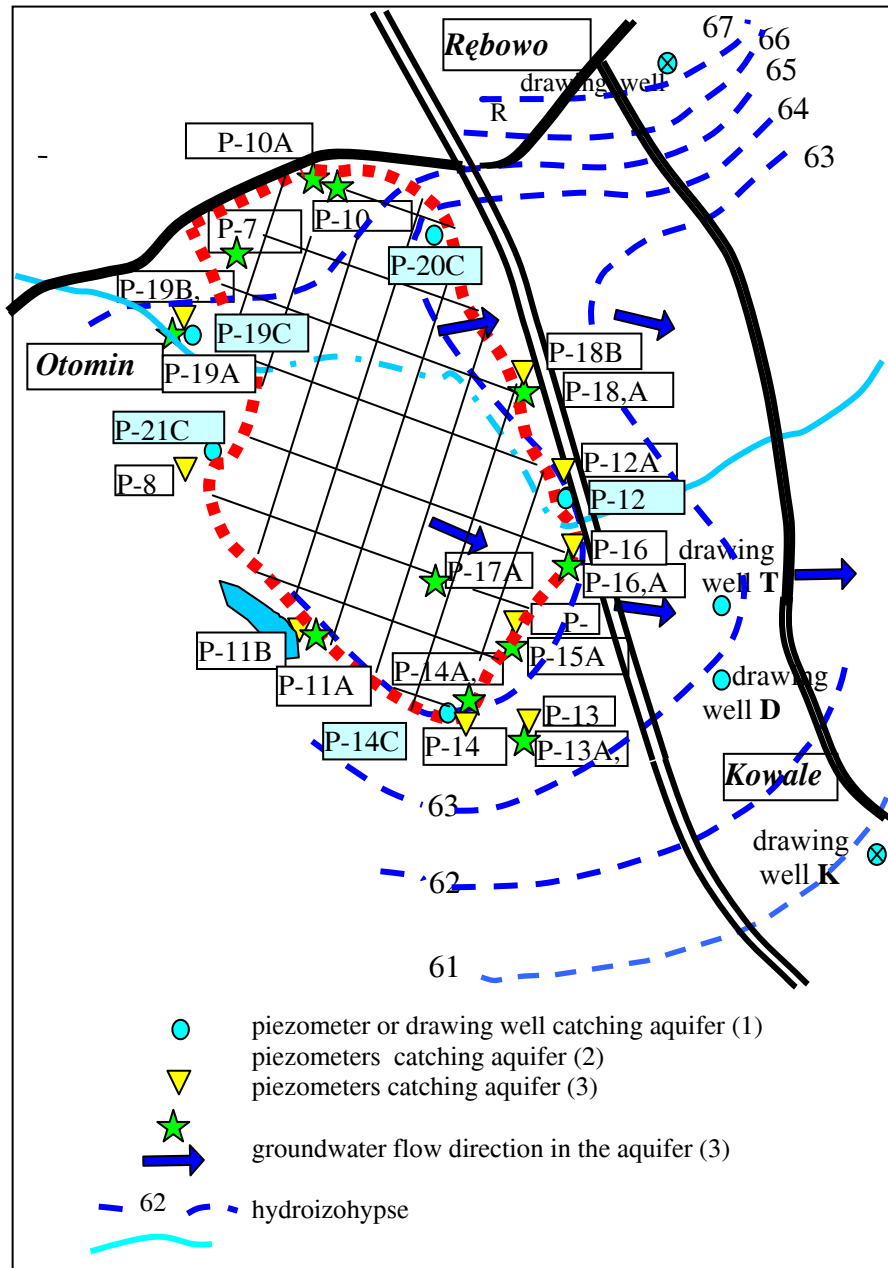 Rębowo
67
66
drawing well
65
R
64
P-10A
63
P-7
P-10
P-20C
P-19B,
P-19C
P-18B
Otomin
P-19A
P-18,A
P-21C
P-12A
P-8
P-12
P-16
drawing
well T
P-17A
P-16,A
P-
P-11B
P-14A,
P-15A
P-11A
drawing
well D
P-14C
P-14
P-13
P-13A,
Kowale
63
drawing
well K
62
61
piezometer or drawing well catching aquifer (1)
piezometers catching aquifer (2)
piezometers catching aquifer (3)
groundwater flow direction in the aquifer (3)
62
hydroizohypse